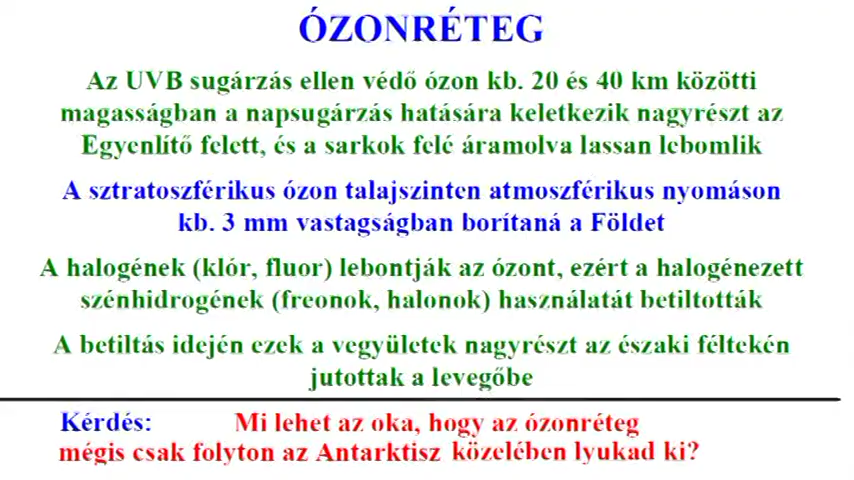 ÓZONRÉTEG
Az UVB sugárzás ellen védő ózon kb. 20 és 40 km közötti
magasságban a napsugárzás hatására keletkezik nagyrészt az
Egyenlítő felett, és a sarkok felé áramolva lassan lebomlik
A sztratoszférikus ózon talajszinten atmoszférikus nyomáson
kb. 3 mm vastagságban borítaná a Földet
A halogének (klór, fluor) lebontják az ózont, ezért a halogénezett
szénhidrogének (freonok, halonok) használatát betiltották
A betiltás idején ezek a vegyületek nagyrészt az északi féltekén
jutottak a levegőbe
Kérdés: Mi lehet az oka, hogy az ózonréteg
mégis csak folyton az Antarktisz közelében lyukad ki?